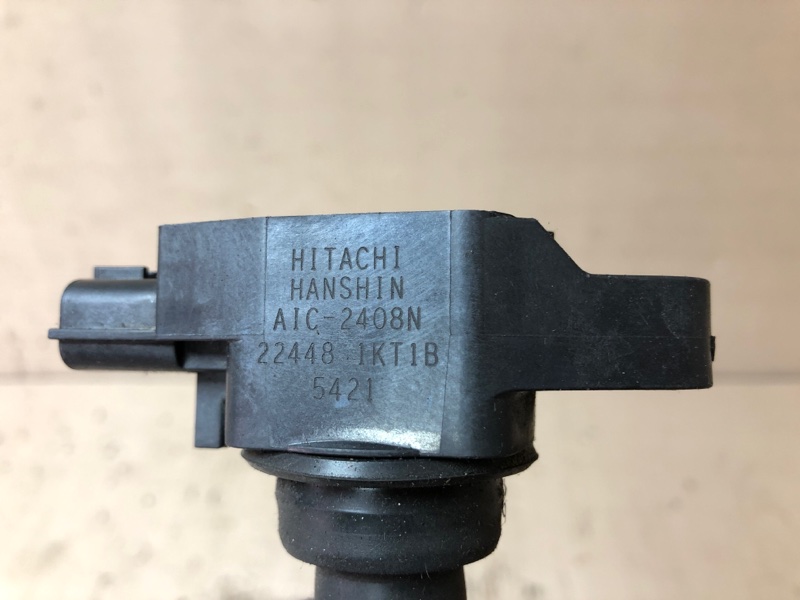 HITACHI
HANSHIN
AIC-2408N
22448 1KT1B
5421